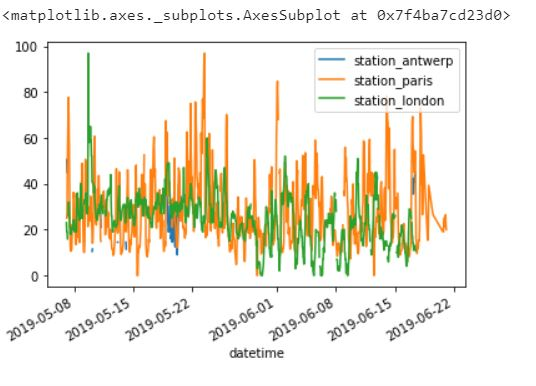 <matplotlib.axes._subplots.AxesSubplot at 0x7f4ba7cd23d0>
station_antwerp
station_paris
station_london
100
80
60
40
20
0
2019-05-08
2019-05-15
2019-05-22
2019-06-01
2019-06-08
2019-06-15
2019-06-22
datetime